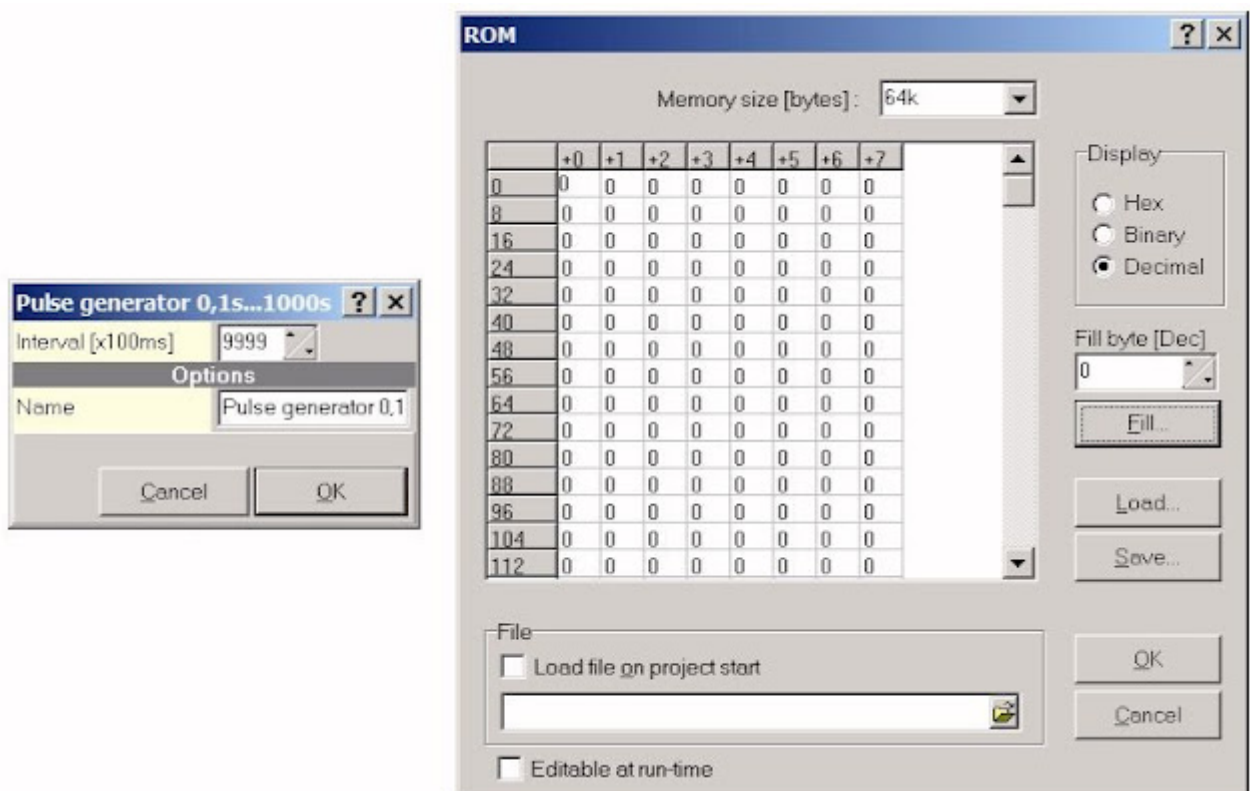 Pulse generator 0,1s...1000s
Interval [x100ms] 9999
Options
Name Pulse generator 0,1
Cancel OK
ROM
Memory size [bytes] : 64k
+0 +1 +2 +3 +4 +5 +6 +7
0 0 0 0 0 0 0 0 0
8 0 0 0 0 0 0 0 0
16 0 0 0 0 0 0 0 0
24 0 0 0 0 0 0 0 0
32 0 0 0 0 0 0 0 0
40 0 0 0 0 0 0 0 0
48 0 0 0 0 0 0 0 0
56 0 0 0 0 0 0 0 0
64 0 0 0 0 0 0 0 0
72 0 0 0 0 0 0 0 0
80 0 0 0 0 0 0 0 0
88 0 0 0 0 0 0 0 0
96 0 0 0 0 0 0 0 0
104 0 0 0 0 0 0 0 0
112 0 0 0 0 0 0 0 0
Display
Hex
Binary
Decimal
Fill byte [Dec]
0
Fill...
Load...
Save...
File
Load file on project start
OK
Cancel
Editable at run-time